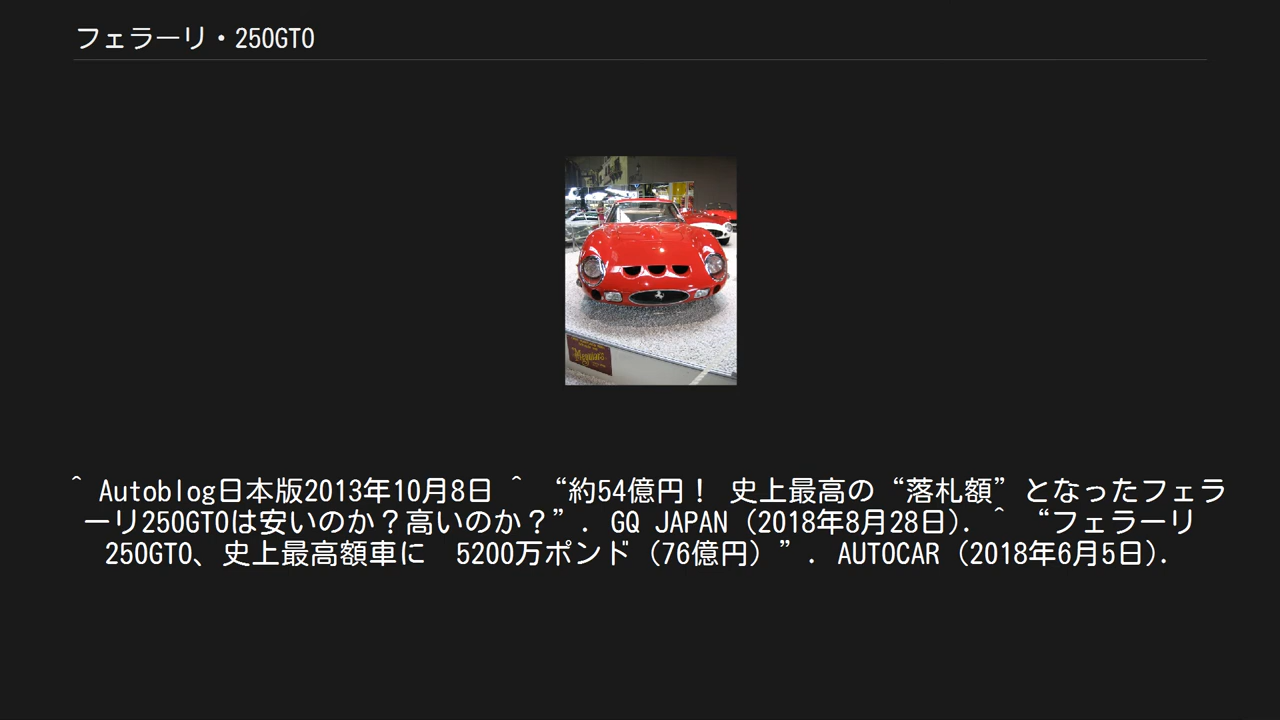 フェラーリ・250GTO
^ Autoblog日本版2013年10月8日 ^ “約54億円！ 史上最高の“落札額”となったフェラ
ーリ250GTOは安いのか？高いのか？”. GQ JAPAN (2018年8月28日). ^ “フェラーリ
250GTO、史上最高額車に　5200万ポンド（76億円）”. AUTOCAR (2018年6月5日).